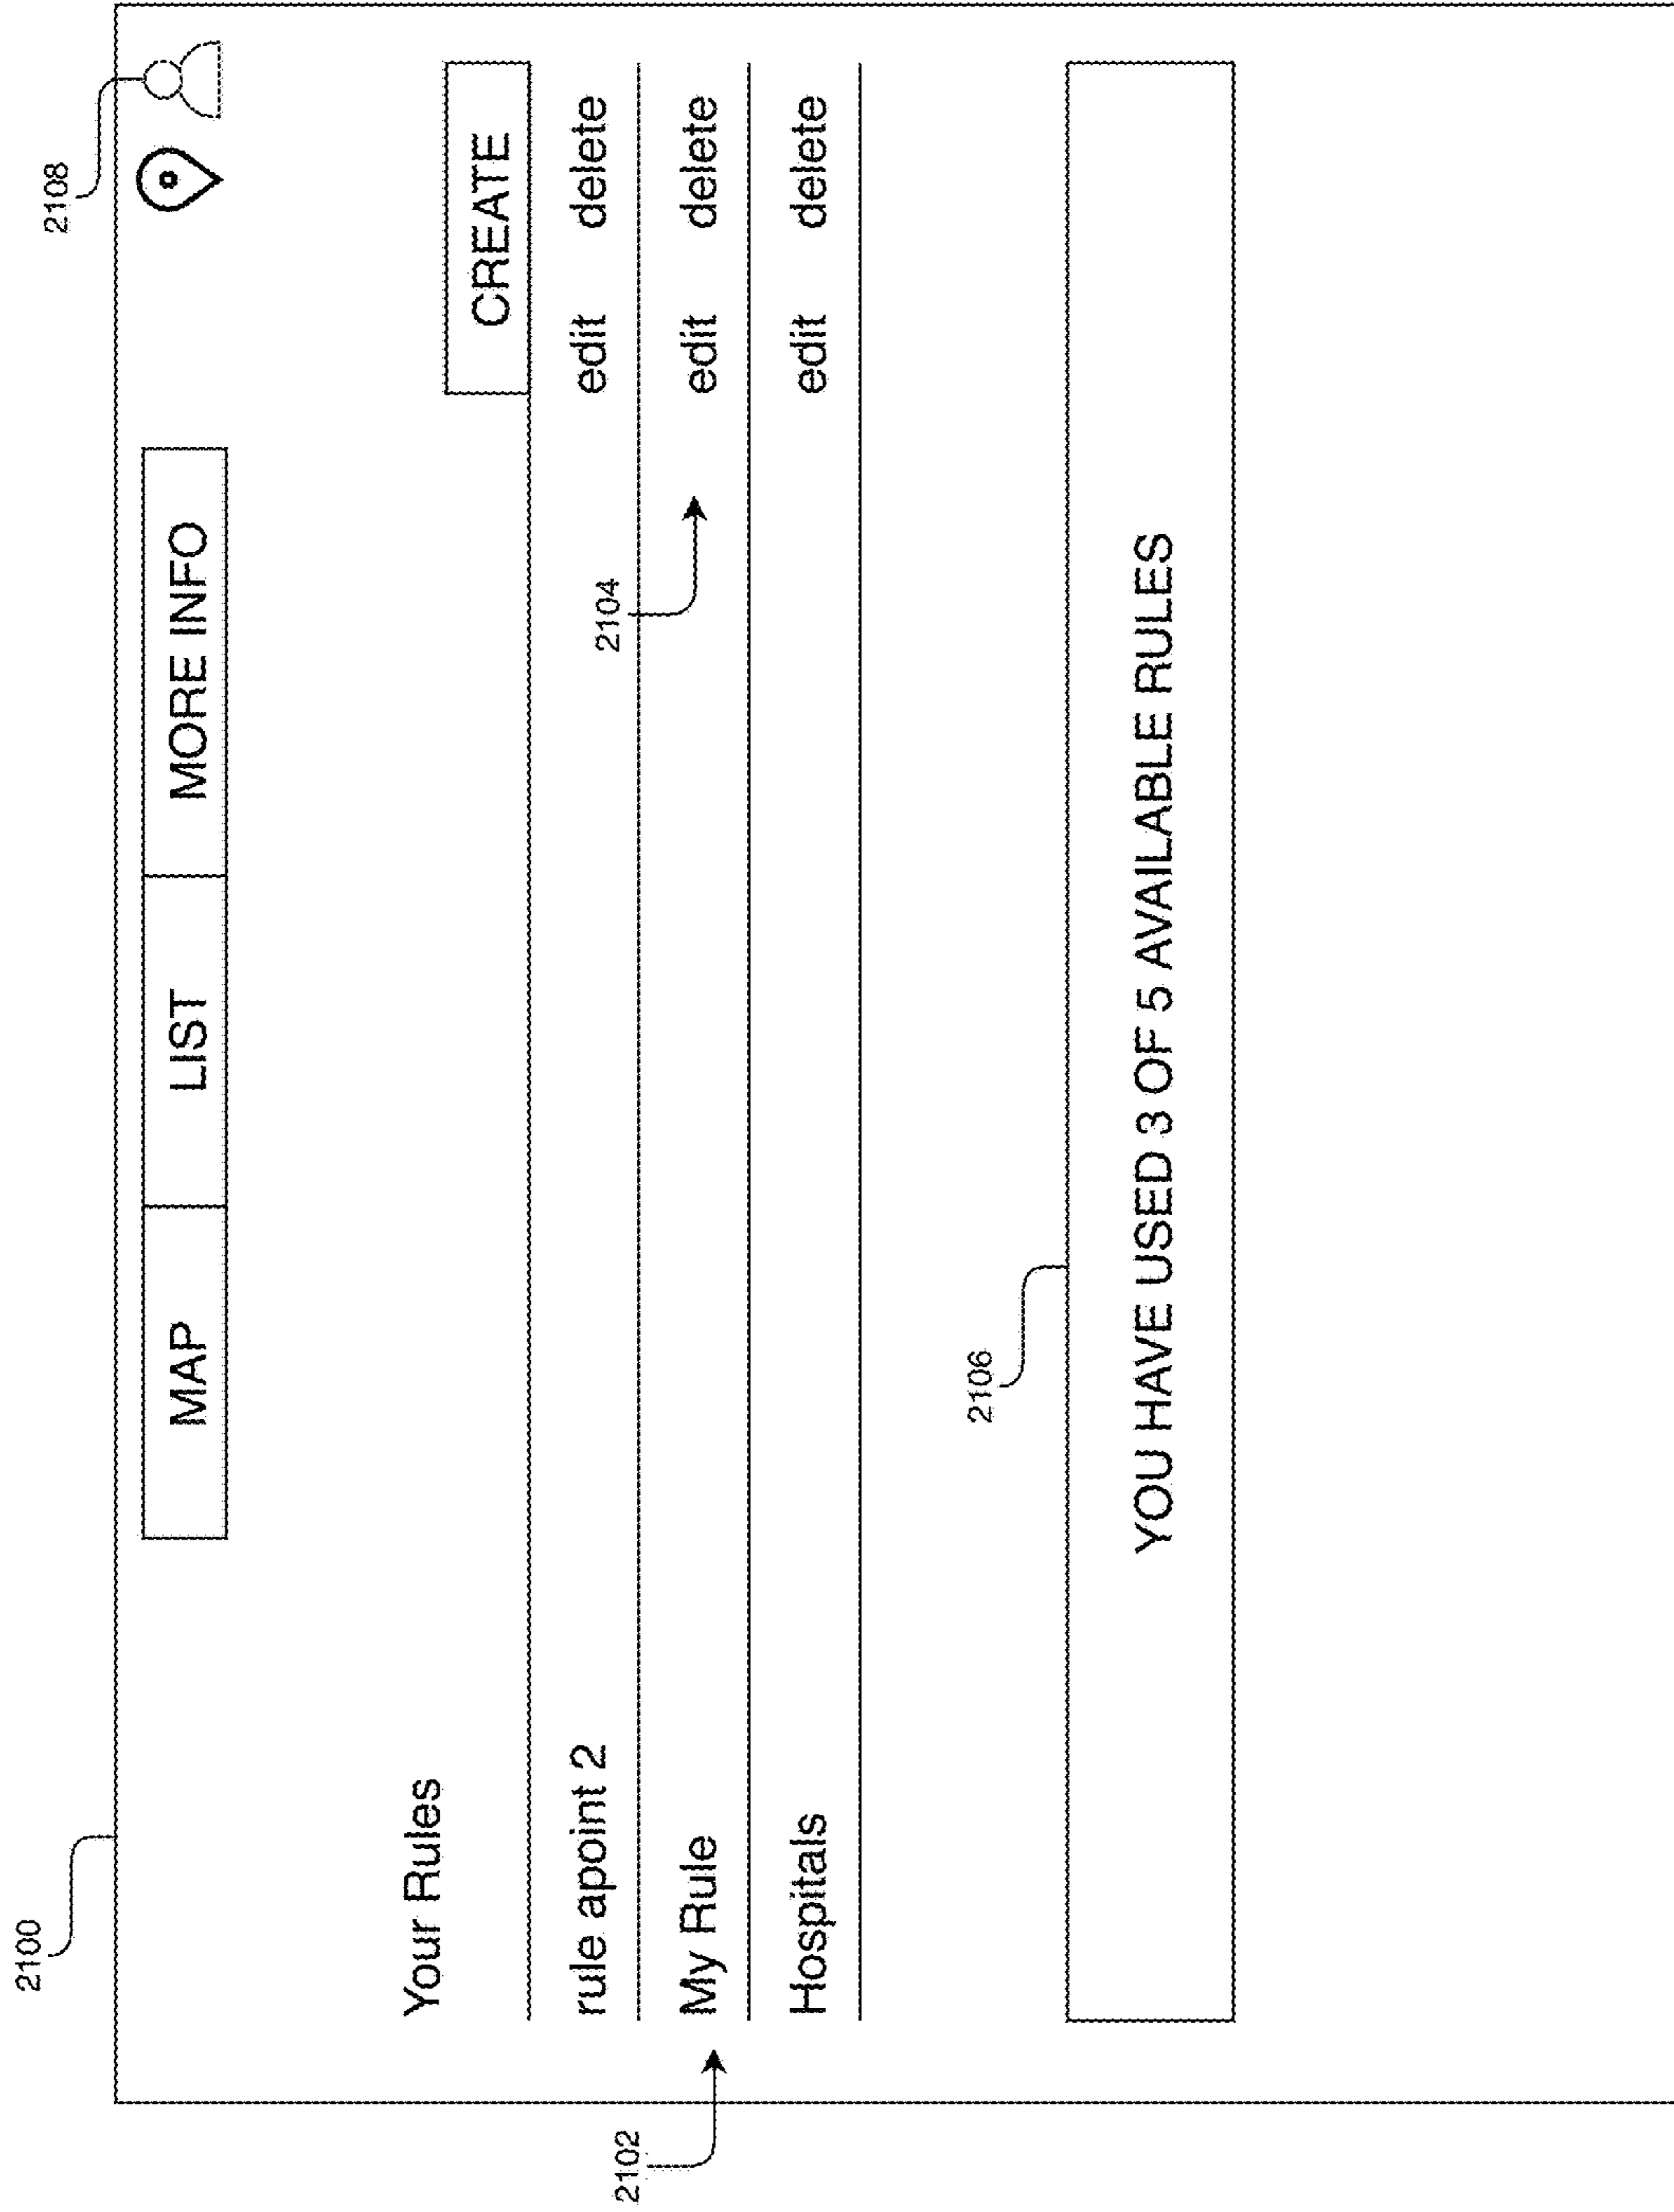 2100
2108
MAP LIST MORE INFO
Your Rules
CREATE
rule apoint 2 edit delete
2104
2102
My Rule edit delete
Hospitals edit delete
2106
YOU HAVE USED 3 OF 5 AVAILABLE RULES